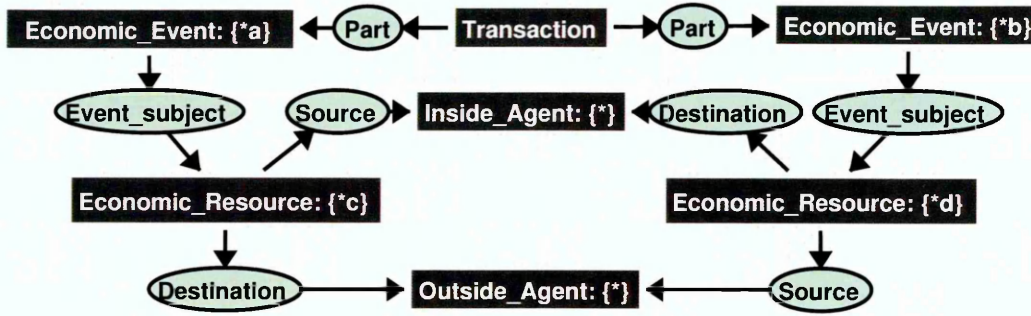 Economic_Event: {*a}
Part
Transaction
Part
Economic_Event: {*b}
Event_subject
Source
Inside_Agent: {*}
Destination
Event_subject
Economic_Resource: {*c}
Economic_Resource: {*d}
Destination
Outside_Agent: {*}
Source